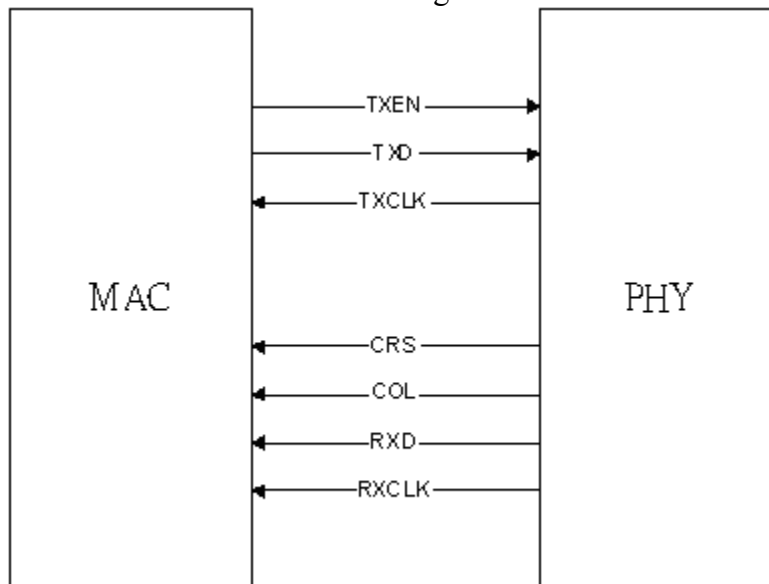 TXEN
TXD
TXCLK
MAC
PHY
CRS
COL
RXD
RXCLK